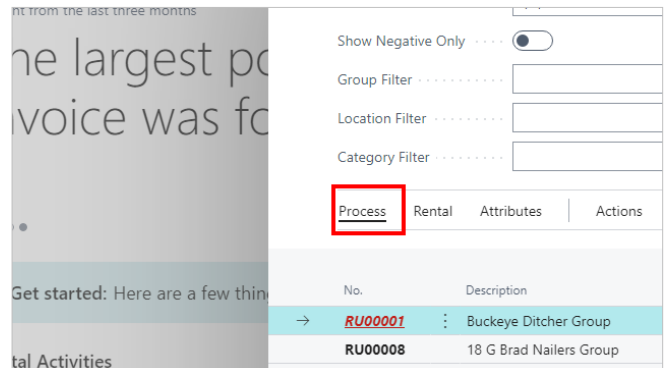 nt from the last three months
he largest po
voice was fo
Get started: Here are a few thing
tal Activities
Show Negative Only
Group Filter
Location Filter
Category Filter
Process Rental Attributes Actions
No. Description
RU00001 Buckeye Ditcher Group
RU00008 18 G Brad Nailers Group